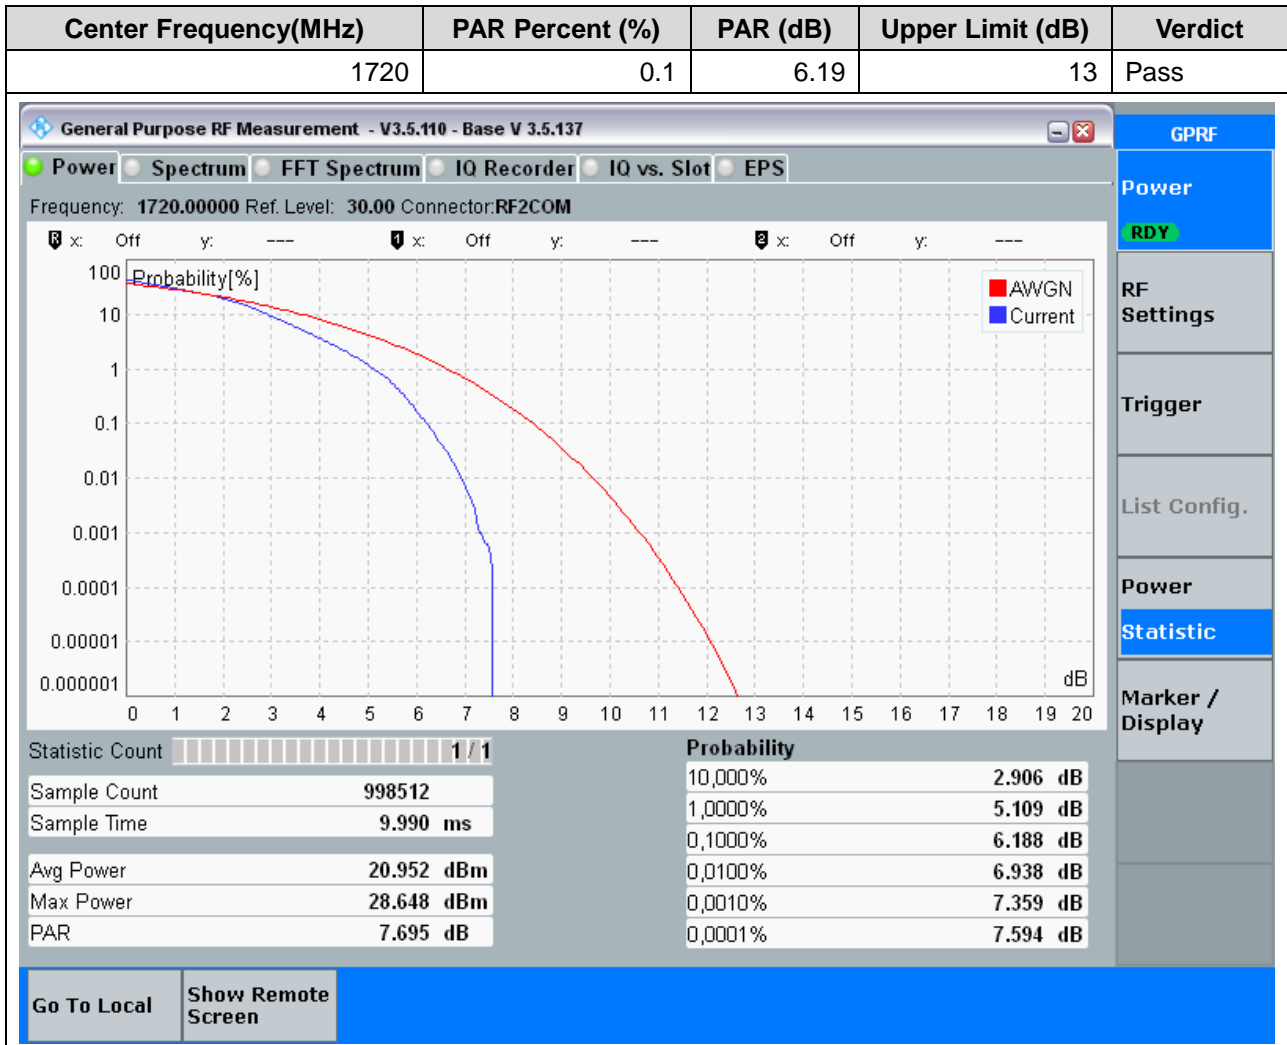 Center Frequency(MHz) PAR Percent (%) PAR (dB) Upper Limit (dB) Verdict
1720 0.1 6.19 13 Pass
General Purpose RF Measurement - V3.5.110 - Base V 3.5.137
GPRF
Power Spectrum FFT Spectrum IQ Recorder IQ vs. Slot EPS
Power
RDY
Frequency: 1720.00000 Ref. Level: 30.00 Connector:RF2COM
R x: Off y: --- 1 x: Off y: --- 2 x: Off y: ---
Probability[%]
AWGN
Current
100
10
1
0.1
0.01
0.001
0.0001
0.00001
0.000001
dB
0 1 2 3 4 5 6 7 8 9 10 11 12 13 14 15 16 17 18 19 20
RF
Settings
Trigger
List Config.
Power
Statistic
Marker /
Display
Statistic Count 1 / 1
Sample Count 998512
Sample Time 9.990 ms
Avg Power 20.952 dBm
Max Power 28.648 dBm
PAR 7.695 dB
Probability
10,000% 2.906 dB
1,0000% 5.109 dB
0,1000% 6.188 dB
0,0100% 6.938 dB
0,0010% 7.359 dB
0,0001% 7.594 dB
Go To Local
Show Remote
Screen